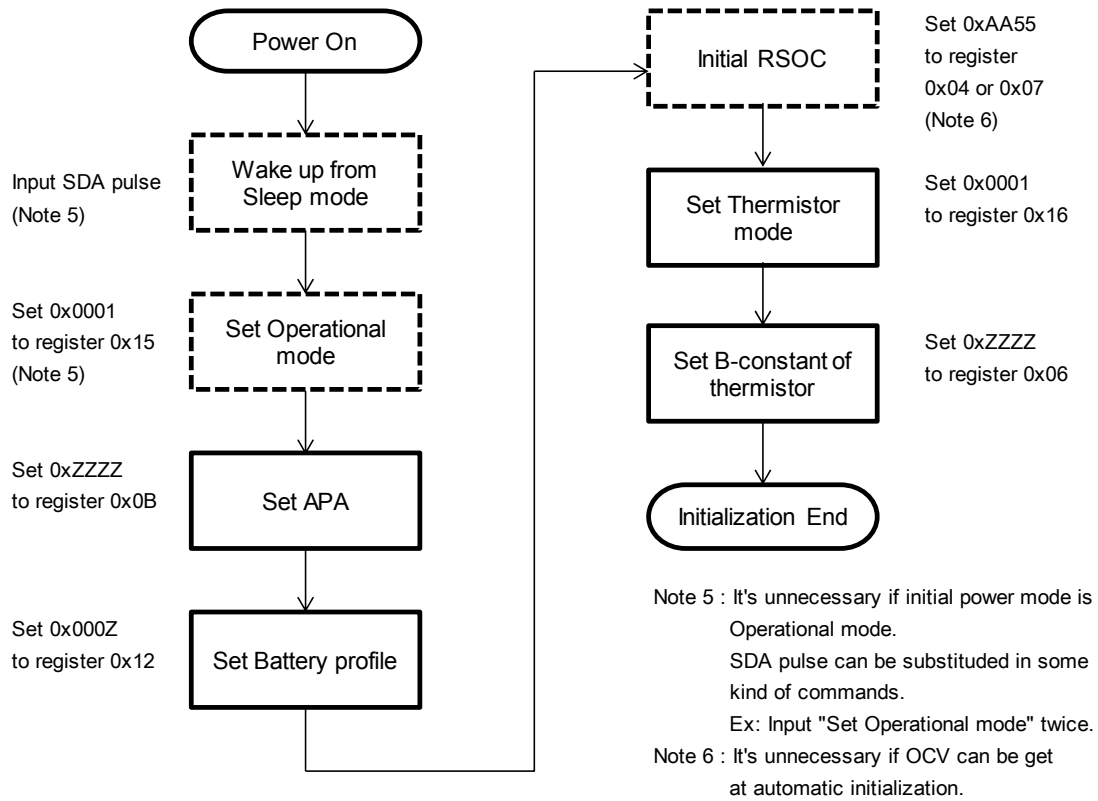 Power On
Input SDA pulse
(Note 5)
Wake up from
Sleep mode
Set 0x0001
to register 0x15
(Note 5)
Set Operational
mode
Set 0xZZZZ
to register 0x0B
Set APA
Set 0x000Z
to register 0x12
Set Battery profile
Initial RSOC
Set 0xAA55
to register
0x04 or 0x07
(Note 6)
Set Thermistor
mode
Set 0x0001
to register 0x16
Set B-constant of
thermistor
Set 0xZZZZ
to register 0x06
Initialization End
Note 5 : It's unnecessary if initial power mode is
Operational mode.
SDA pulse can be substituded in some
kind of commands.
Ex: Input "Set Operational mode" twice.
Note 6 : It's unnecessary if OCV can be get
at automatic initialization.